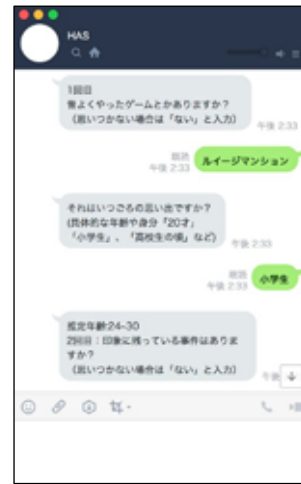 HAS
1回目
昔よくやったゲームとかありますか?
(思いつかない場合は「ない」と入力)
午後 2:33
既読
午後 2:33
ルイージマンション
それはいつごろの思い出ですか?
(具体的な年齢や身分「20才」
「小学生」、「高校生の頃」など)
午後 2:33
既読
午後 2:33
小学生
推定年齢:24-30
2回目:印象に残っている事件はありま
すか?
(思いつかない場合は「ない」と入力)
午後